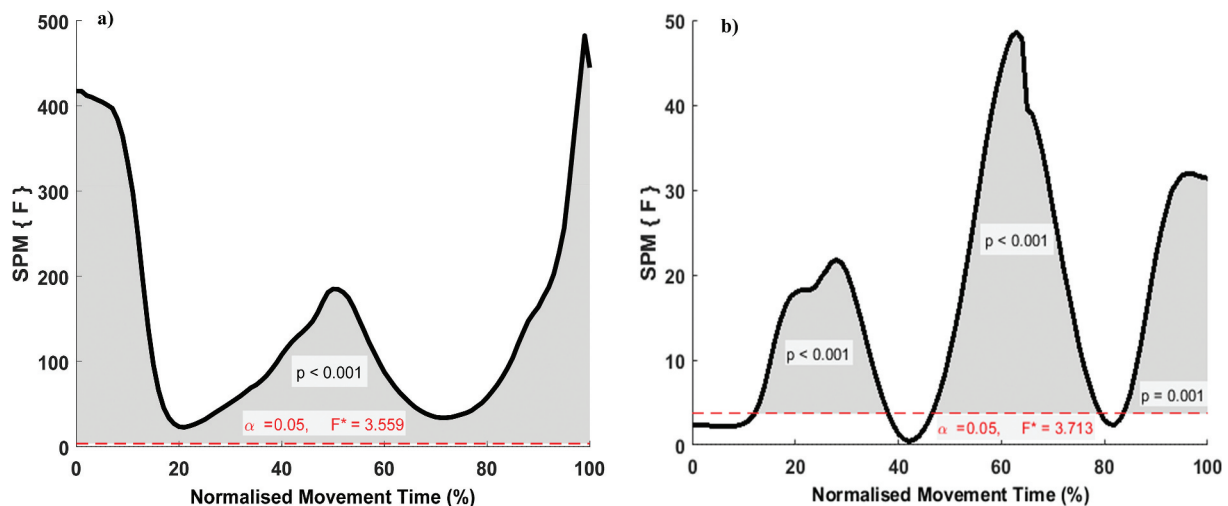 a)
500
400
300
200
100
0
SPM { F }
p < 0.001
α =0.05, F* = 3.559
0 20 40 60 80 100
Normalised Movement Time (%)
b)
50
40
30
20
10
0
SPM { F }
p < 0.001
p < 0.001
p = 0.001
α =0.05, F* = 3.713
0 20 40 60 80 100
Normalised Movement Time (%)